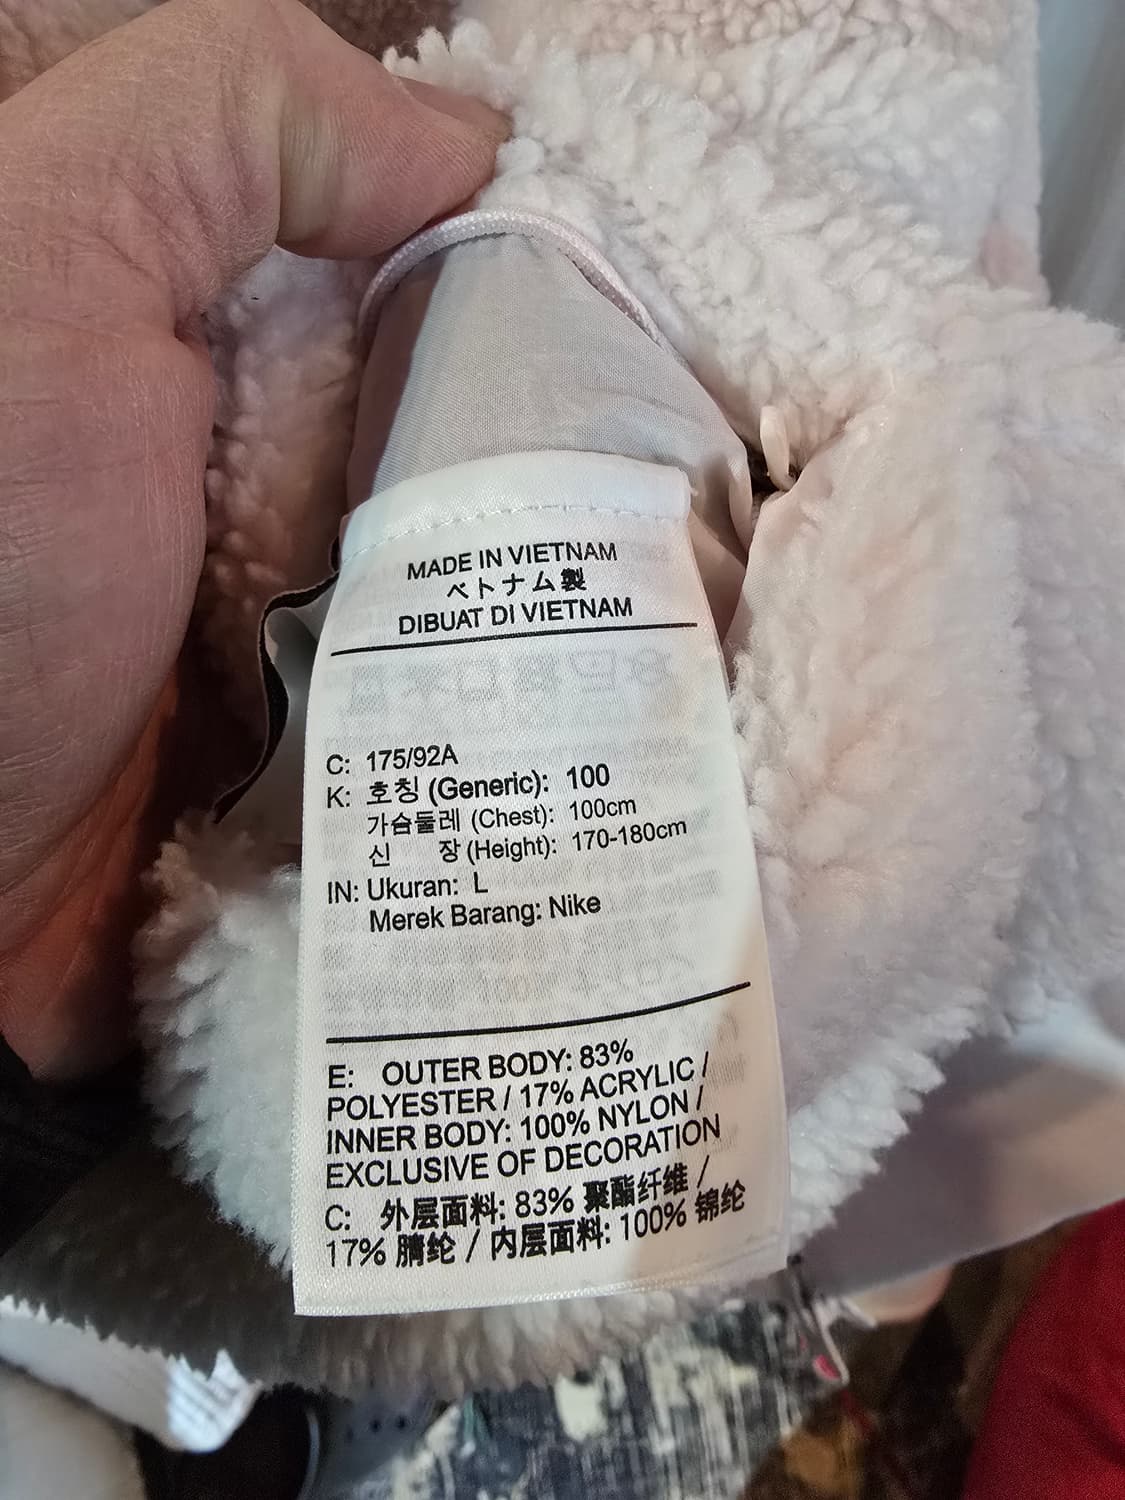 MADE IN VIETNAM
ベトナム製
DIBUAT DI VIETNAM
C: 175/92A
K: 호칭 (Generic): 100
가슴둘레 (Chest): 100cm
신 장 (Height): 170-180cm
IN: Ukuran: L
Merek Barang: Nike
E: OUTER BODY: 83%
POLYESTER / 17% ACRYLIC /
INNER BODY: 100% NYLON /
EXCLUSIVE OF DECORATION
C: 外层面料: 83% 聚酯纤维 /
17% 腈纶 / 内层面料: 100% 锦纶